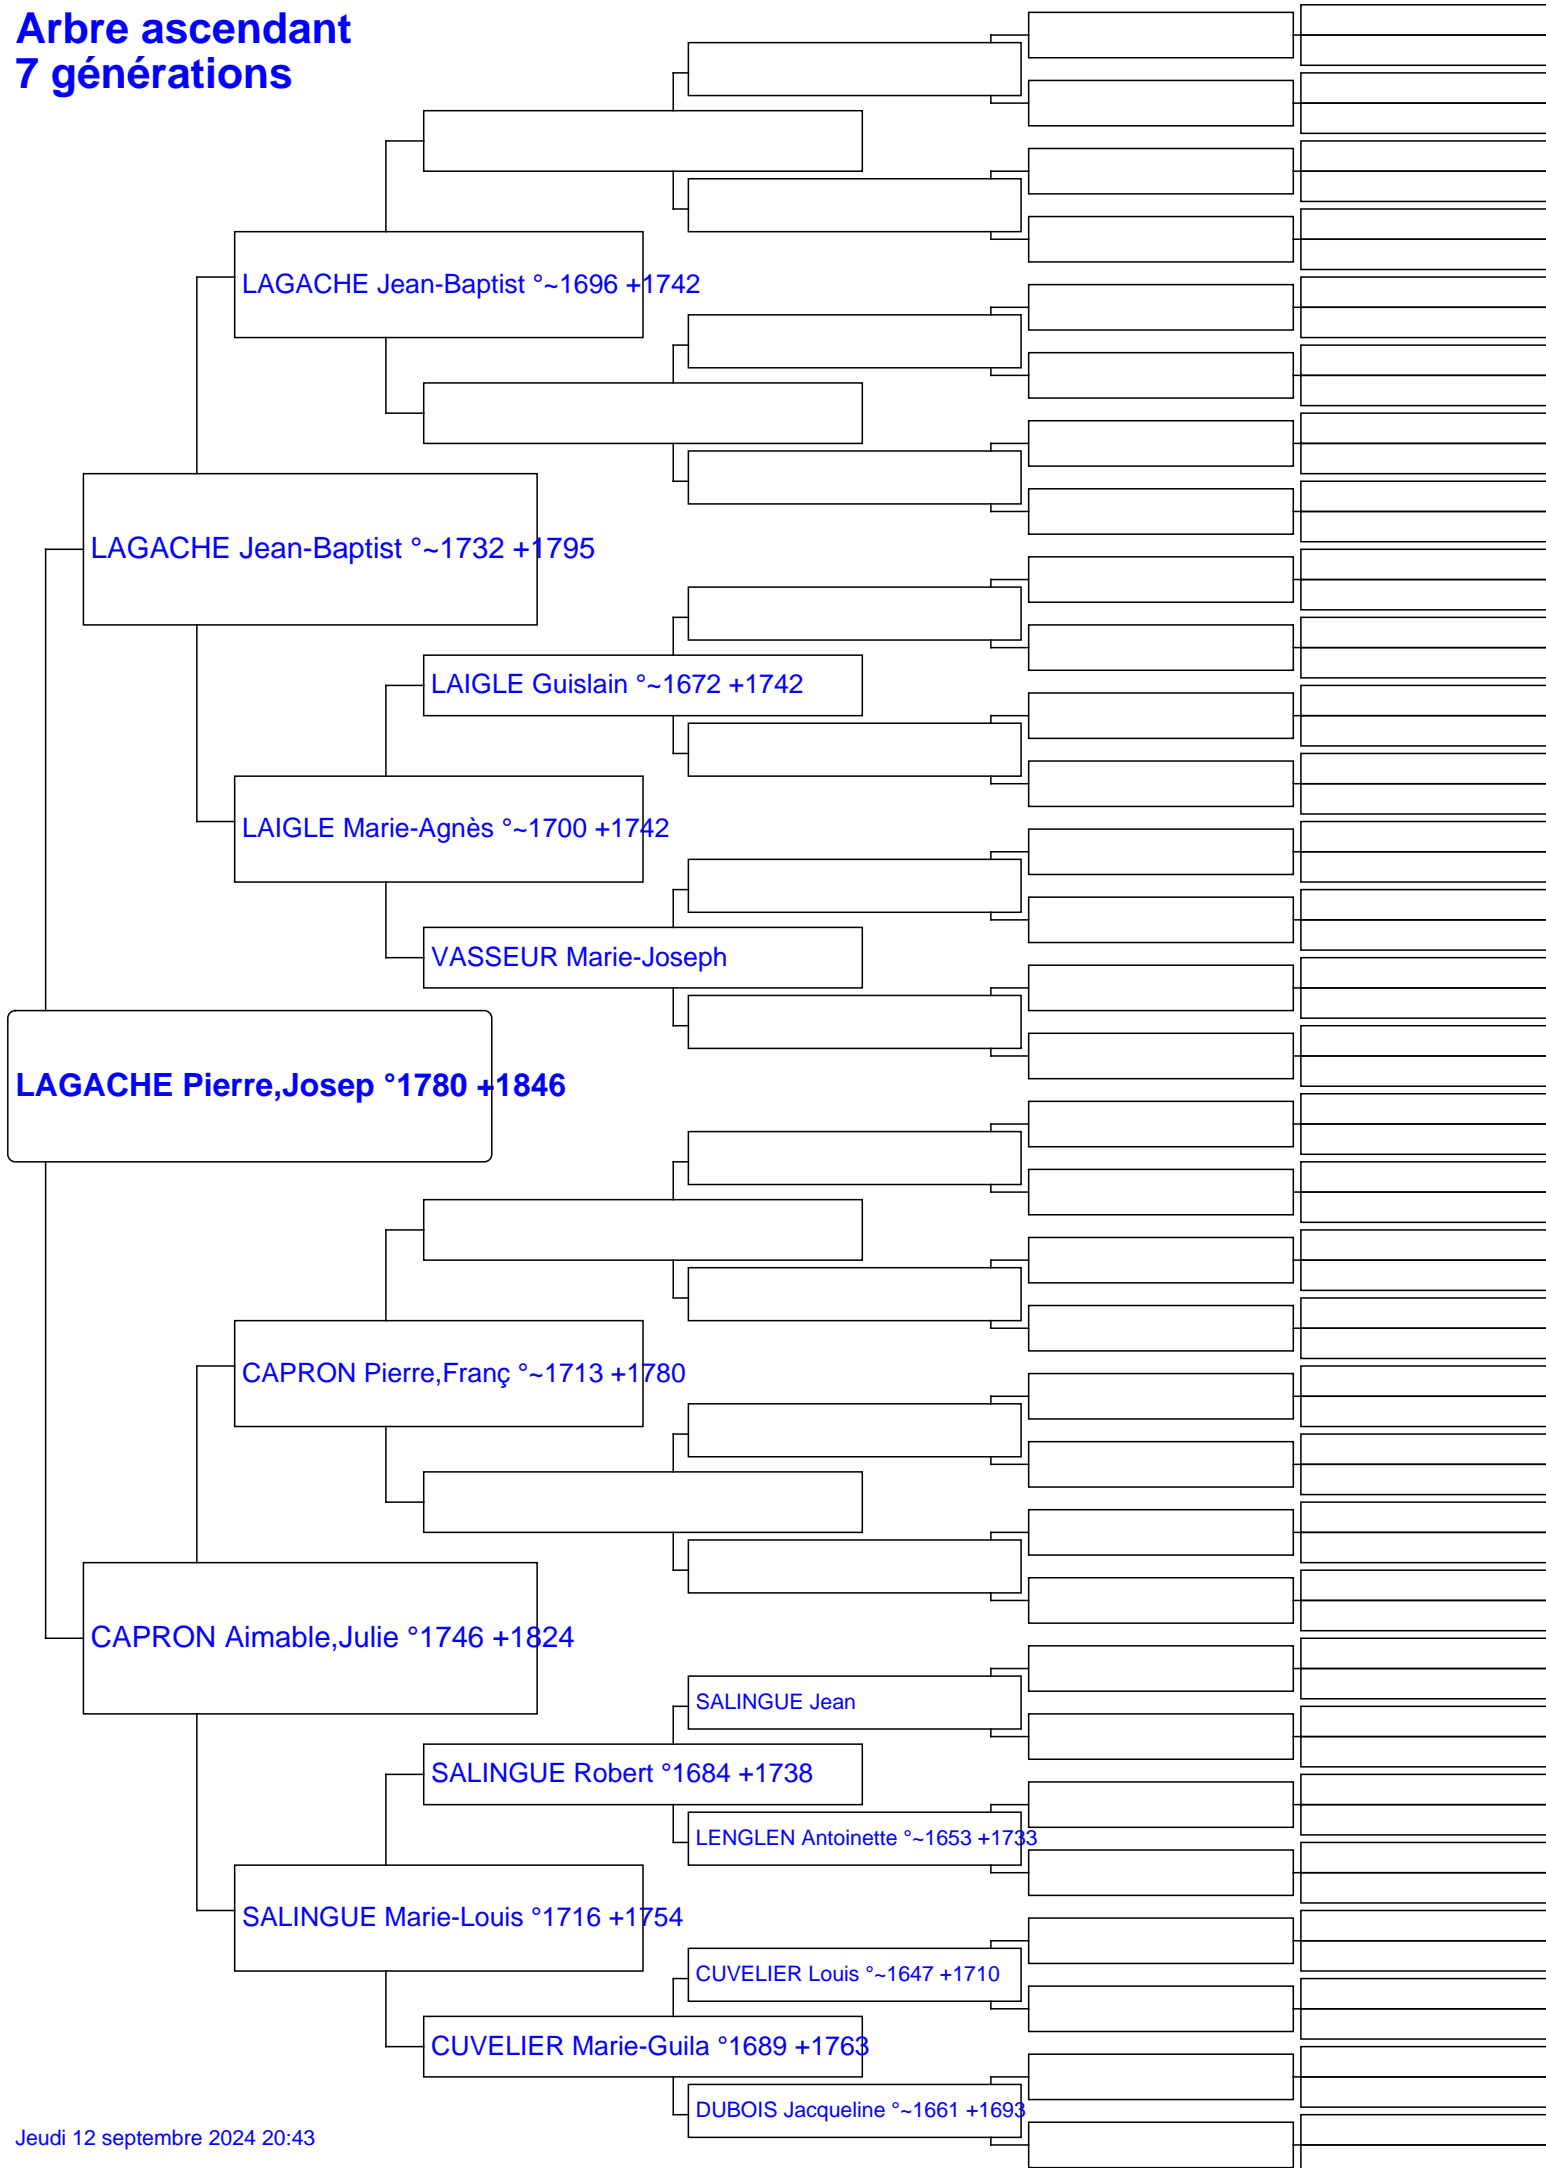 Arbre ascendant
7 générations
LAGACHE Jean-Baptist °~1696 +1742
LAGACHE Jean-Baptist °~1732 +1795
LAIGLE Guislain °~1672 +1742
LAIGLE Marie-Agnès °~1700 +1742
VASSEUR Marie-Joseph
LAGACHE Pierre,Josep °1780 +1846
CAPRON Pierre,Franç °~1713 +1780
CAPRON Aimable,Julie °1746 +1824
SALINGUE Jean
SALINGUE Robert °1684 +1738
LENGLEN Antoinette °~1653 +1733
SALINGUE Marie-Louis °1716 +1754
CUVELIER Louis °~1647 +1710
CUVELIER Marie-Guila °1689 +1763
DUBOIS Jacqueline °~1661 +1693
Jeudi 12 septembre 2024 20:43